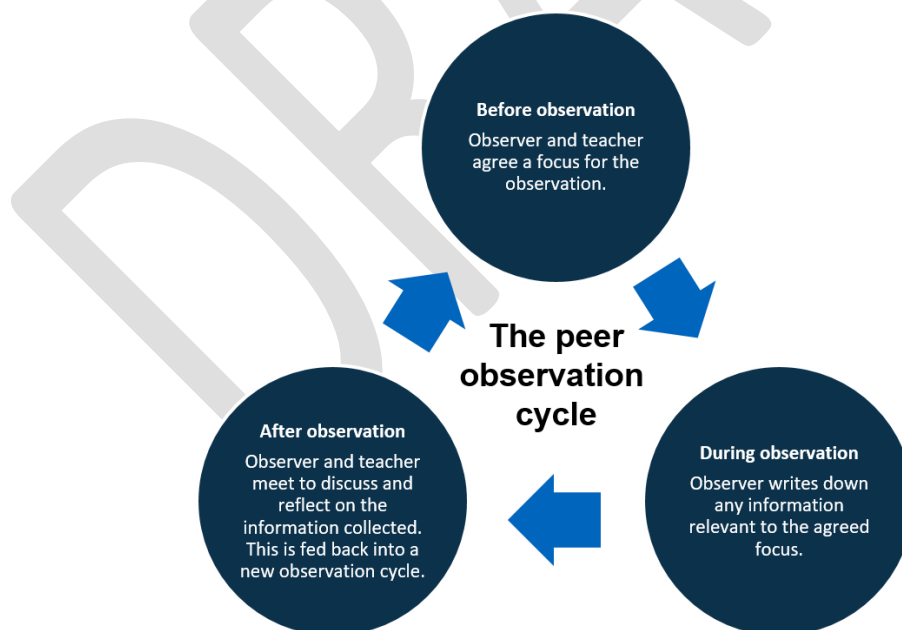 Before observation
Observer and teacher
agree a focus for the
observation.
The peer
observation
cycle
During observation
Observer writes down
any information
relevant to the agreed
focus.
After observation
Observer and teacher
meet to discuss and
reflect on the
information collected.
This is fed back into a
new observation cycle.